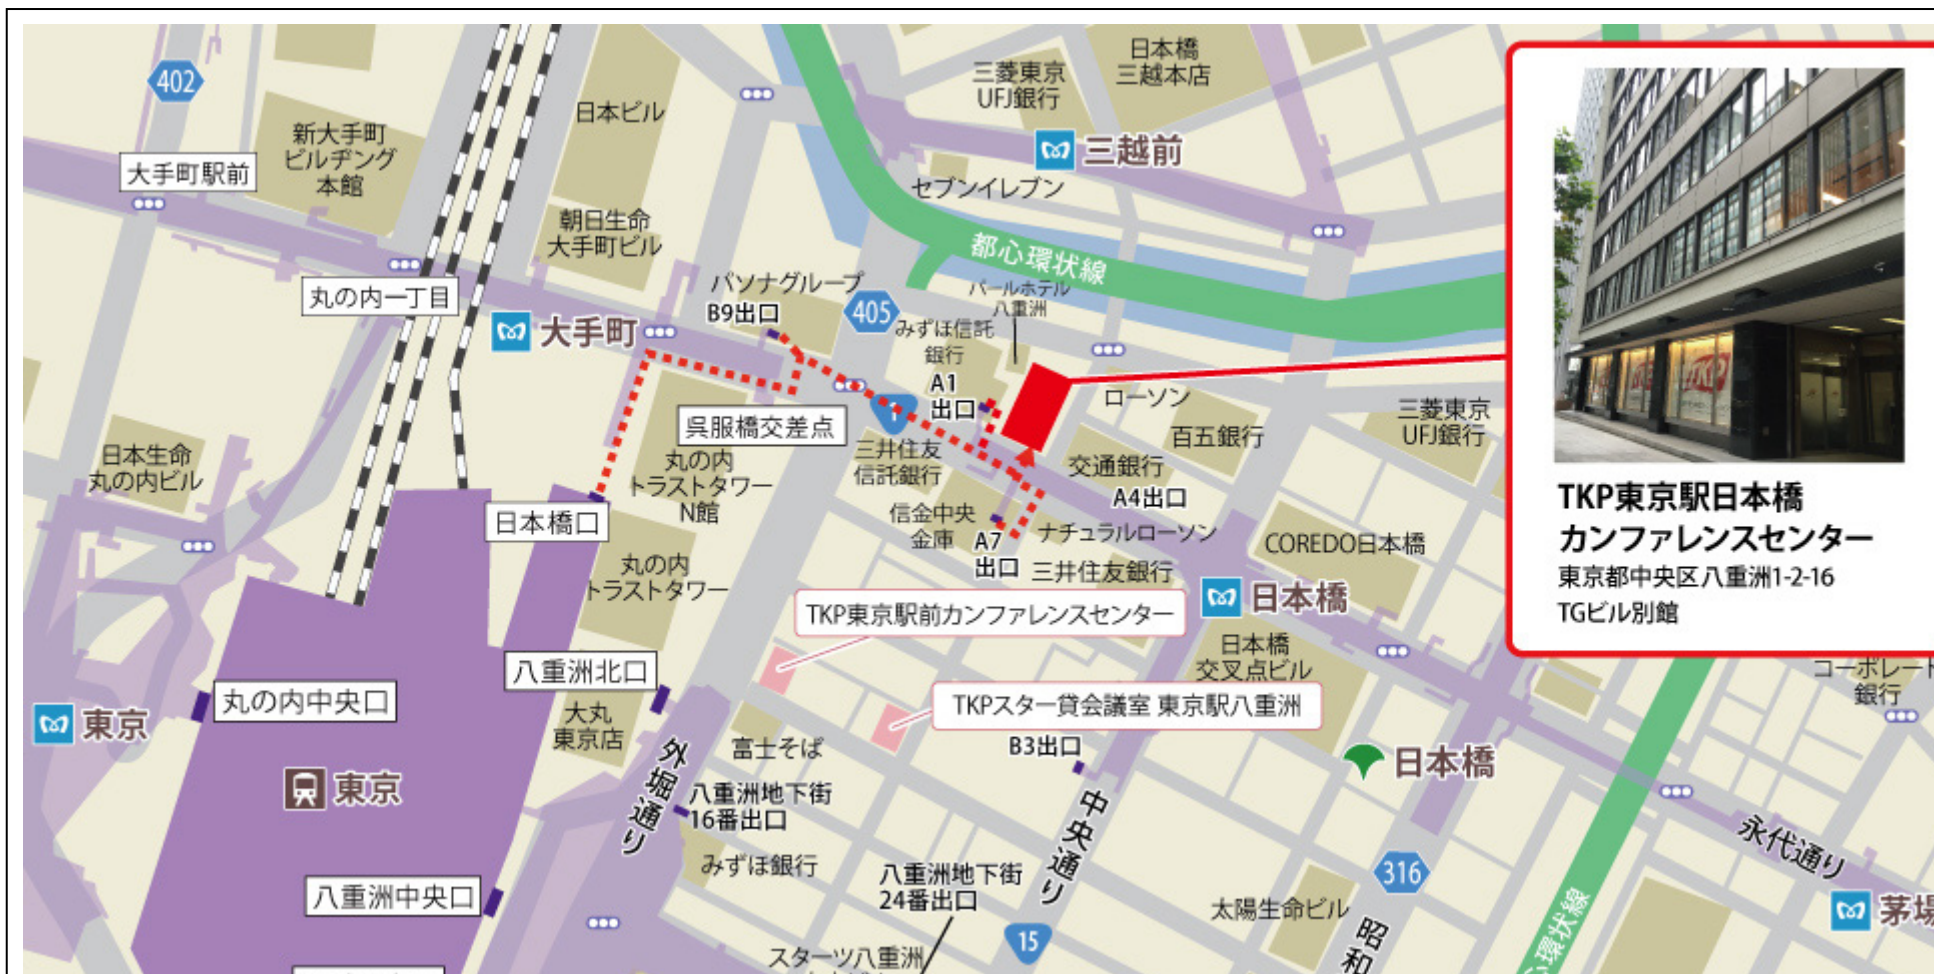 402
大手町駅前
新大手町
ビルヂング
本館
日本ビル
朝日生命
大手町ビル
丸の内一丁目
大手町
パソナグループ
B9出口
405
三菱東京
UFJ銀行
日本橋
三越本店
三越前
セブンイレブン
都心環状線
パールホテル
八重洲
みずほ信託
銀行
A1
出口
1
呉服橋交差点
三井住友
信託銀行
ローソン
百五銀行
三菱東京
UFJ銀行
交通銀行
A4出口
日本生命
丸の内ビル
丸の内
トラストタワー
N館
日本橋口
信金中央
金庫
A7
出口
ナチュラルローソン
三井住友銀行
COREDO日本橋
丸の内
トラストタワー
日本橋
TKP東京駅前カンファレンスセンター
日本橋
交叉点ビル
八重洲北口
丸の内中央口
東京
東京
大丸
東京店
TKPスター貸会議室 東京駅八重洲
B3出口
富士そば
外堀通り
八重洲地下街
16番出口
みずほ銀行
中央通り
日本橋
永代通り
八重洲中央口
八重洲地下街
24番出口
15
316
太陽生命ビル
昭和
スターツ八重洲
心環状線
茅場
コーポレート
銀行
TKP
TKP東京駅日本橋
カンファレンスセンター
東京都中央区八重洲1-2-16
TGビル別館